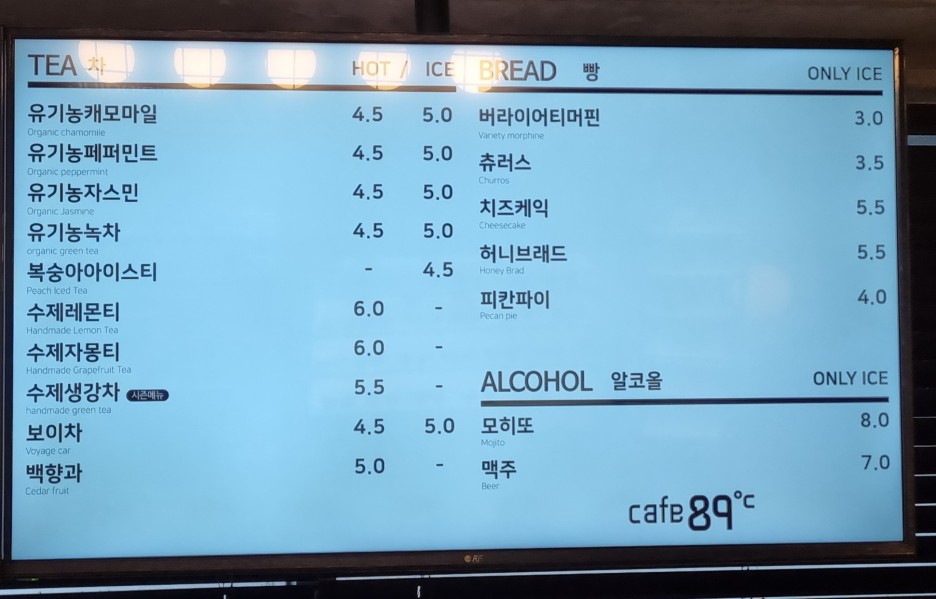 TEA 차 HOT / ICE
유기농캐모마일 4.5 5.0
Organic chamomile
유기농페퍼민트 4.5 5.0
Organic peppermint
유기농자스민 4.5 5.0
Organic Jasmine
유기농녹차 4.5 5.0
organic green tea
복숭아아이스티 - 4.5
Peach Iced Tea
수제레몬티 6.0 -
Handmade Lemon Tea
수제자몽티 6.0 -
Handmade Grapefruit Tea
수제생강차 시즌메뉴 5.5 -
handmade green tea
보이차 4.5 5.0
Voyage car
백향과 5.0 -
Cedar fruit
BREAD 빵 ONLY ICE
버라이어티머핀 3.0
Variety morphine
츄러스 3.5
Churros
치즈케익 5.5
Cheesecake
허니브래드 5.5
Honey Brad
피칸파이 4.0
Pecan pie
ALCOHOL 알코올 ONLY ICE
모히또 8.0
Mojito
맥주 7.0
Beer
cafe 89°C